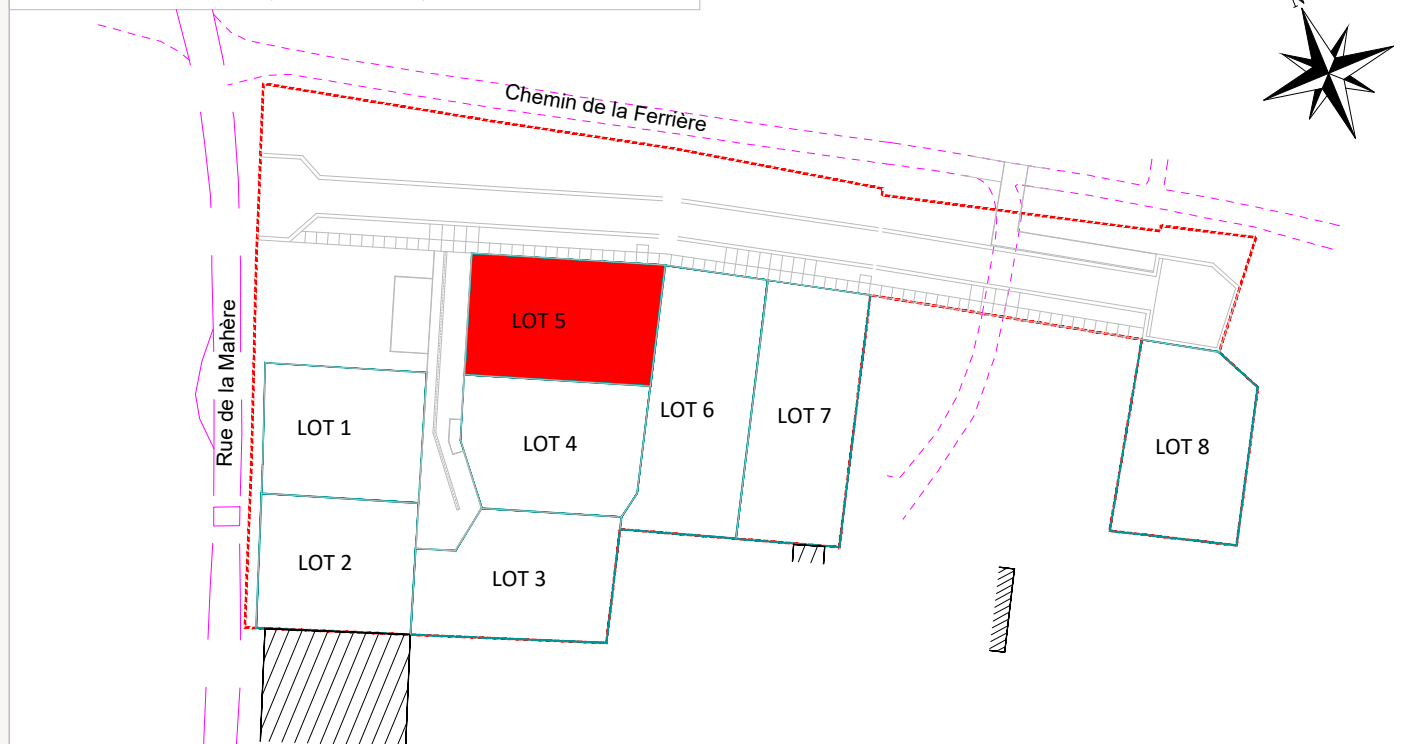 N
Chemin de la Ferrière
Rue de la Mahère
LOT 5
LOT 6
LOT 7
LOT 1
LOT 4
LOT 8
LOT 2
LOT 3